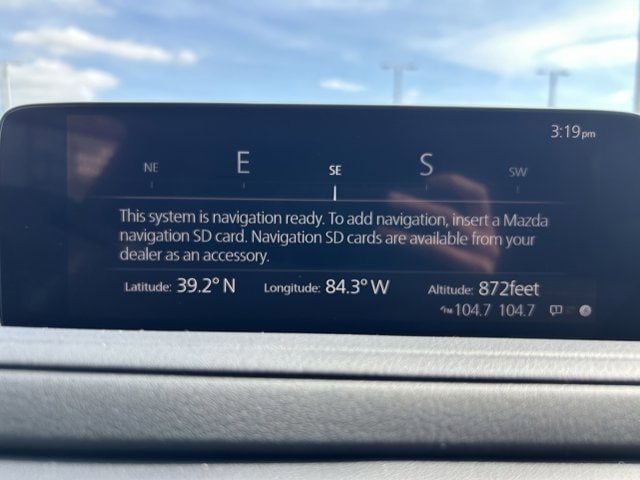 3:19pm
NE E SE S SW
This system is navigation ready. To add navigation, insert a Mazda
navigation SD card. Navigation SD cards are available from your
dealer as an accessory.
Latitude: 39.2° N Longitude: 84.3° W Altitude: 872feet
FM 104.7 104.7